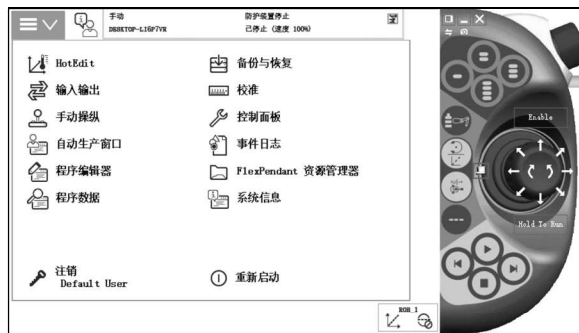 手动
DESKTOP-LI6P7VR
防护装置停止
已停止 (速度 100%)
HotEdit
备份与恢复
输入输出
校准
手动操纵
控制面板
自动生产窗口
事件日志
程序编辑器
FlexPendant 资源管理器
程序数据
系统信息
注销
Default User
重新启动
ROB_1
Enable
Hold To Run